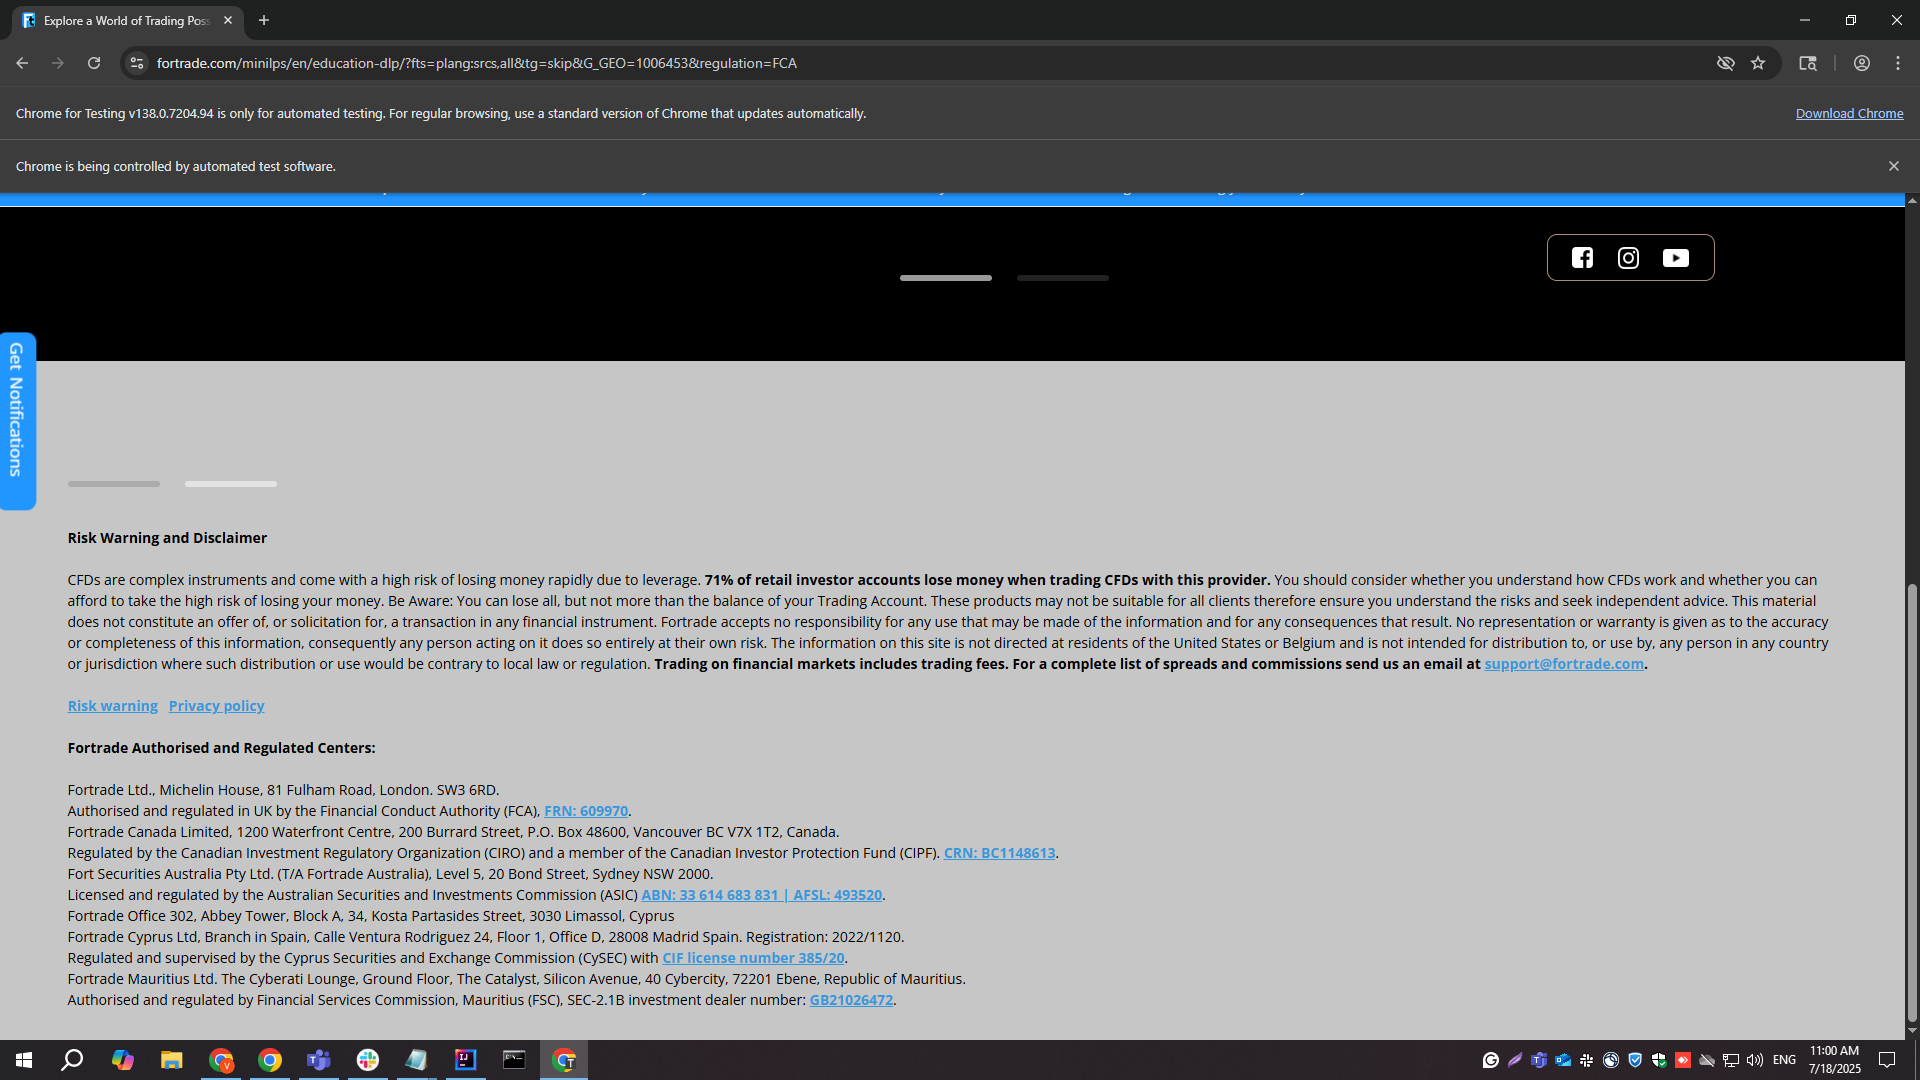 Explore a World of Trading Pos
fortrade.com/minilps/en/education-dlp/?fts=plang:srcs,all&tg=skip&G_GEO=1006453&regulation=FCA
Chrome for Testing v138.0.7204.94 is only for automated testing. For regular browsing, use a standard version of Chrome that updates automatically.
Download Chrome
Chrome is being controlled by automated test software.
Get Notifications
Risk Warning and Disclaimer
CFDs are complex instruments and come with a high risk of losing money rapidly due to leverage. 71% of retail investor accounts lose money when trading CFDs with this provider. You should consider whether you understand how CFDs work and whether you can
afford to take the high risk of losing your money. Be Aware: You can lose all, but not more than the balance of your Trading Account. These products may not be suitable for all clients therefore ensure you understand the risks and seek independent advice. This material
does not constitute an offer of, or solicitation for, a transaction in any financial instrument. Fortrade accepts no responsibility for any use that may be made of the information and for any consequences that result. No representation or warranty is given as to the accuracy
or completeness of this information, consequently any person acting on it does so entirely at their own risk. The information on this site is not directed at residents of the United States or Belgium and is not intended for distribution to, or use by, any person in any country
or jurisdiction where such distribution or use would be contrary to local law or regulation. Trading on financial markets includes trading fees. For a complete list of spreads and commissions send us an email at support@fortrade.com.
Risk warning Privacy policy
Fortrade Authorised and Regulated Centers:
Fortrade Ltd., Michelin House, 81 Fulham Road, London. SW3 6RD.
Authorised and regulated in UK by the Financial Conduct Authority (FCA), FRN: 609970.
Fortrade Canada Limited, 1200 Waterfront Centre, 200 Burrard Street, P.O. Box 48600, Vancouver BC V7X 1T2, Canada.
Regulated by the Canadian Investment Regulatory Organization (CIRO) and a member of the Canadian Investor Protection Fund (CIPF). CRN: BC1148613.
Fort Securities Australia Pty Ltd. (T/A Fortrade Australia), Level 5, 20 Bond Street, Sydney NSW 2000.
Licensed and regulated by the Australian Securities and Investments Commission (ASIC) ABN: 33 614 683 831 | AFSL: 493520.
Fortrade Office 302, Abbey Tower, Block A, 34, Kosta Partasides Street, 3030 Limassol, Cyprus
Fortrade Cyprus Ltd, Branch in Spain, Calle Ventura Rodriguez 24, Floor 1, Office D, 28008 Madrid Spain. Registration: 2022/1120.
Regulated and supervised by the Cyprus Securities and Exchange Commission (CySEC) with CIF license number 385/20.
Fortrade Mauritius Ltd. The Cyberati Lounge, Ground Floor, The Catalyst, Silicon Avenue, 40 Cybercity, 72201 Ebene, Republic of Mauritius.
Authorised and regulated by Financial Services Commission, Mauritius (FSC), SEC-2.1B investment dealer number: GB21026472.
ENG
11:00 AM
7/18/2025